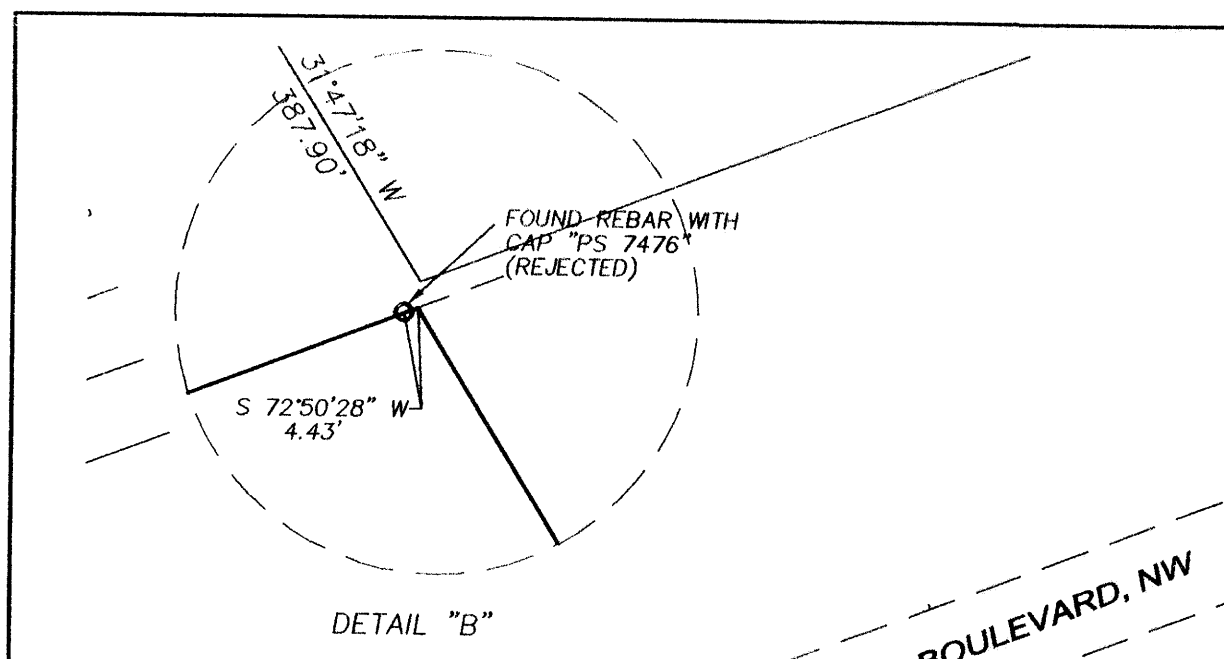 31°47'18" W
387.90'
FOUND REBAR WITH
CAP "PS 7476"
(REJECTED)
S 72°50'28" W
4.43'
DETAIL "B"
BOULEVARD, NW